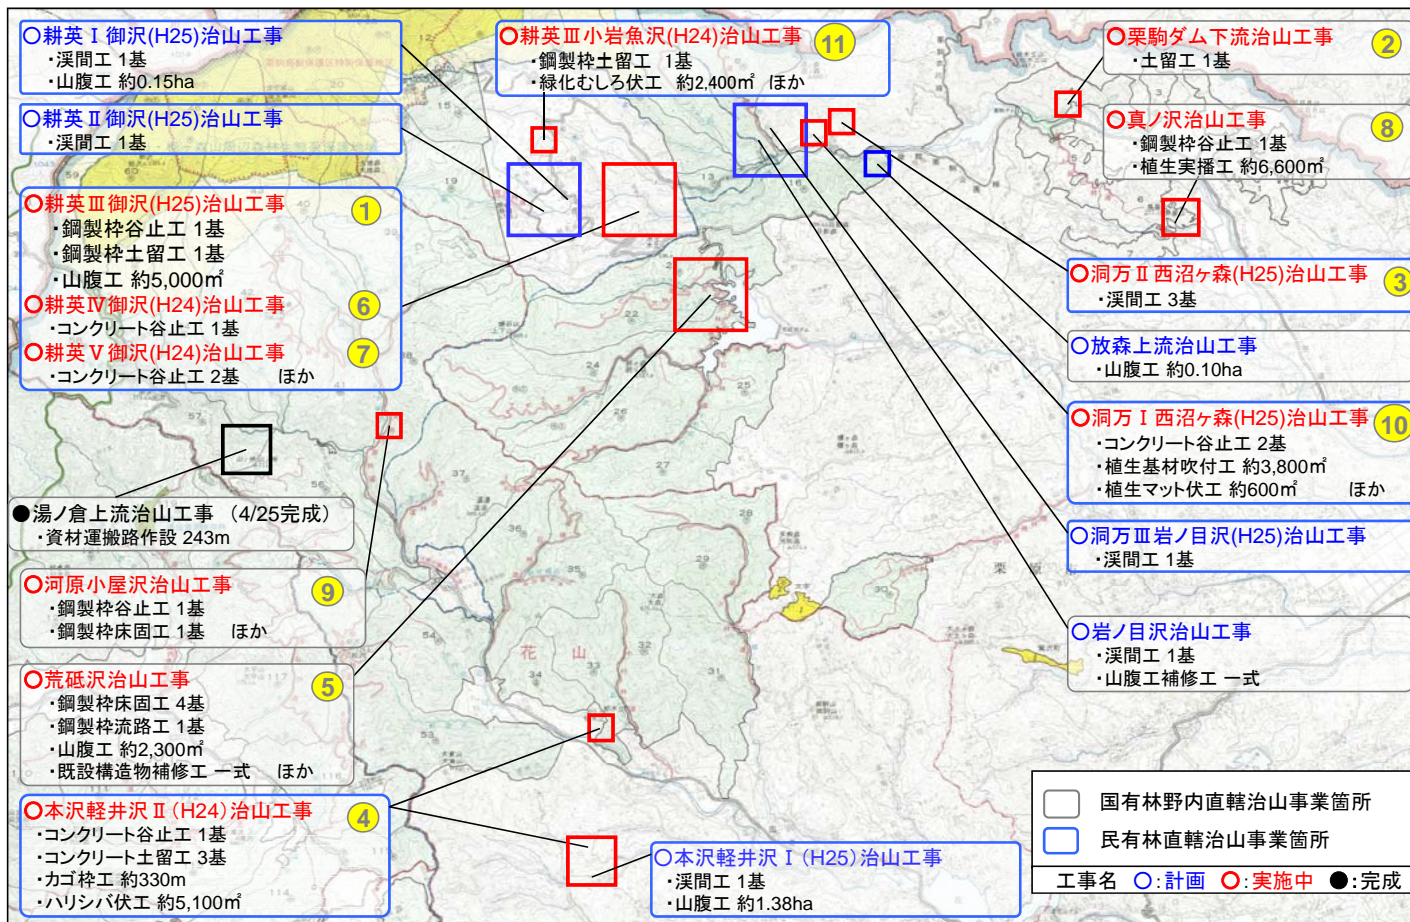 ○耕英Ⅰ御沢(H25)治山工事
・渓間工 1基
・山腹工 約0.15ha
○耕英Ⅱ御沢(H25)治山工事
・渓間工 1基
○耕英Ⅲ御沢(H25)治山工事 1
・鋼製枠谷止工 1基
・鋼製枠土留工 1基
・山腹工 約5,000㎡
○耕英Ⅳ御沢(H24)治山工事 6
・コンクリート谷止工 1基
○耕英Ⅴ御沢(H24)治山工事 7
・コンクリート谷止工 2基 ほか
●湯ノ倉上流治山工事 (4/25完成)
・資材運搬路作設 243m
○河原小屋沢治山工事 9
・鋼製枠谷止工 1基
・鋼製枠床固工 1基 ほか
○荒砥沢治山工事 5
・鋼製枠床固工 4基
・鋼製枠流路工 1基
・山腹工 約2,300㎡
・既設構造物補修工 一式 ほか
○本沢軽井沢Ⅱ(H24)治山工事 4
・コンクリート谷止工 1基
・コンクリート土留工 3基
・カゴ枠工 約330m
・ハリシバ伏工 約5,100㎡
○耕英Ⅲ小岩魚沢(H24)治山工事 11
・鋼製枠土留工 1基
・緑化むしろ伏工 約2,400㎡ ほか
○栗駒ダム下流治山工事 2
・土留工 1基
○真ノ沢治山工事 8
・鋼製枠谷止工 1基
・植生実播工 約6,600㎡
○洞万Ⅱ西沼ヶ森(H25)治山工事 3
・渓間工 3基
○放森上流治山工事
・山腹工 約0.10ha
○洞万Ⅰ西沼ヶ森(H25)治山工事 10
・コンクリート谷止工 2基
・植生基材吹付工 約3,800㎡
・植生マット伏工 約600㎡ ほか
○洞万Ⅲ岩ノ目沢(H25)治山工事
・渓間工 1基
○岩ノ目沢治山工事
・渓間工 1基
・山腹工補修工 一式
○本沢軽井沢Ⅰ(H25)治山工事
・渓間工 1基
・山腹工 約1.38ha
花山
栗原
国有林野内直轄治山事業箇所
民有林直轄治山事業箇所
工事名 ○:計画 ○:実施中 ●:完成